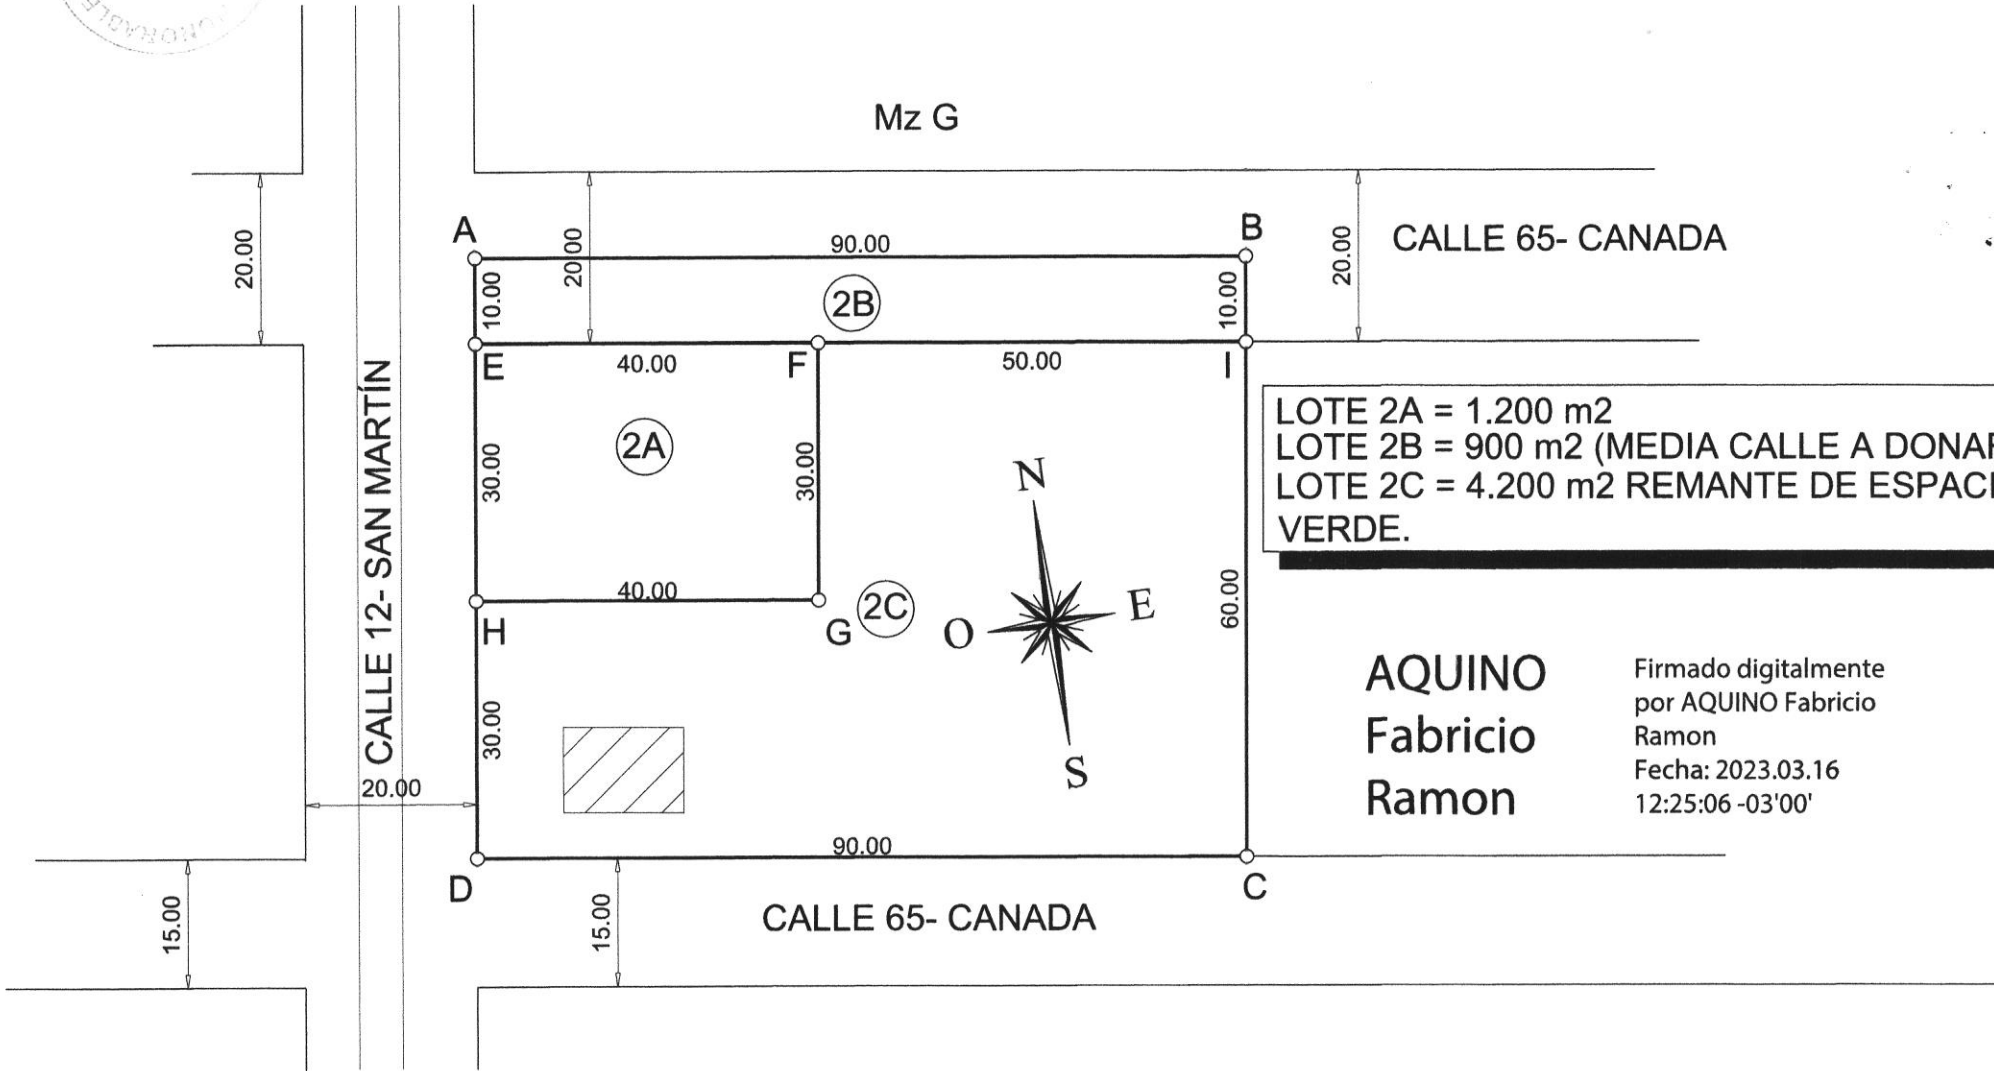 HONORABLE
Mz G
20.00
A
20.00
90.00
B
20.00
CALLE 65- CANADA
10.00
2B
10.00
E
40.00
F
50.00
I
CALLE 12- SAN MARTÍN
30.00
2A
30.00
LOTE 2A = 1.200 m2
LOTE 2B = 900 m2 (MEDIA CALLE A DONAR
LOTE 2C = 4.200 m2 REMANTE DE ESPACI
VERDE.
N
O
E
S
60.00
40.00
H
G
2C
30.00
20.00
AQUINO
Fabricio
Ramon
Firmado digitalmente
por AQUINO Fabricio
Ramon
Fecha: 2023.03.16
12:25:06 -03'00'
90.00
D
C
15.00
15.00
CALLE 65- CANADA